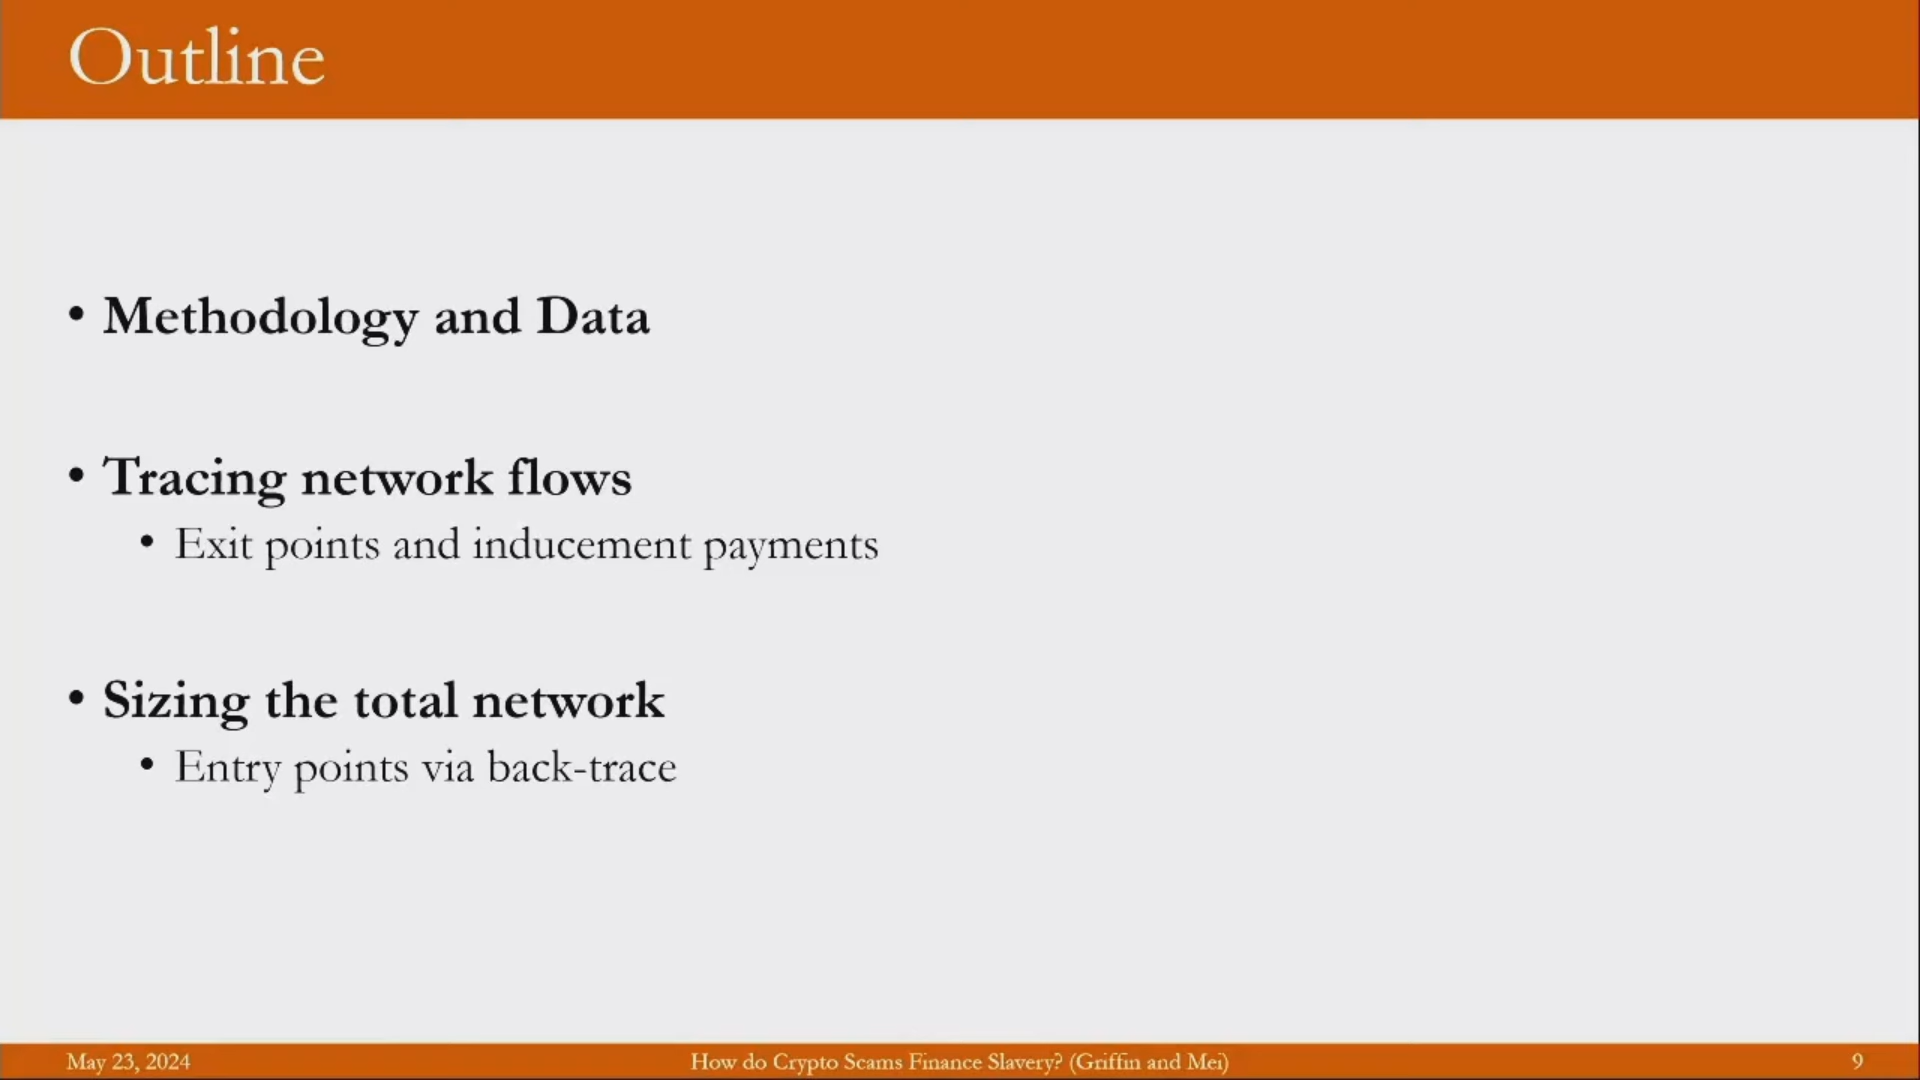 Outline
• Methodology and Data
• Tracing network flows
• Exit points and inducement payments
• Sizing the total network
• Entry points via back-trace
May 23, 2024
How do Crypto Scams Finance Slavery? (Griffin and Mei)
9